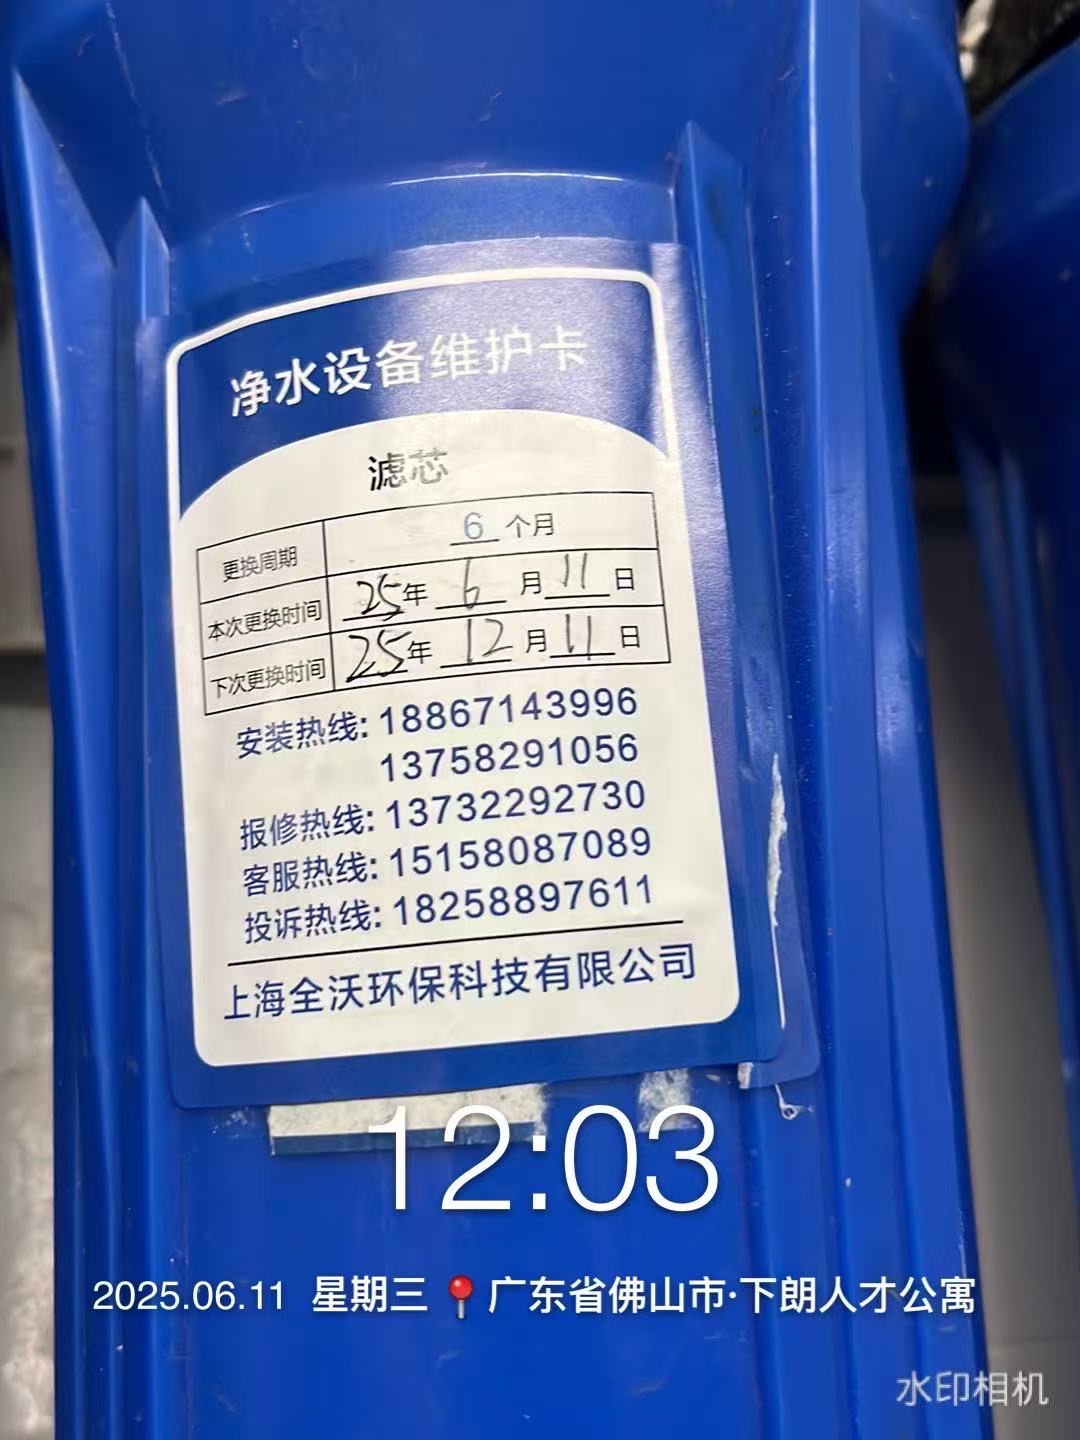 净水设备维护卡
滤芯
更换周期 6 个月
本次更换时间 25年 6 月 11 日
下次更换时间 25年 12 月 11 日
安装热线: 18867143996
13758291056
报修热线: 13732292730
客服热线: 15158087089
投诉热线: 18258897611
上海全沃环保科技有限公司
12:03
2025.06.11 星期三 📍广东省佛山市·下朗人才公寓
水印相机